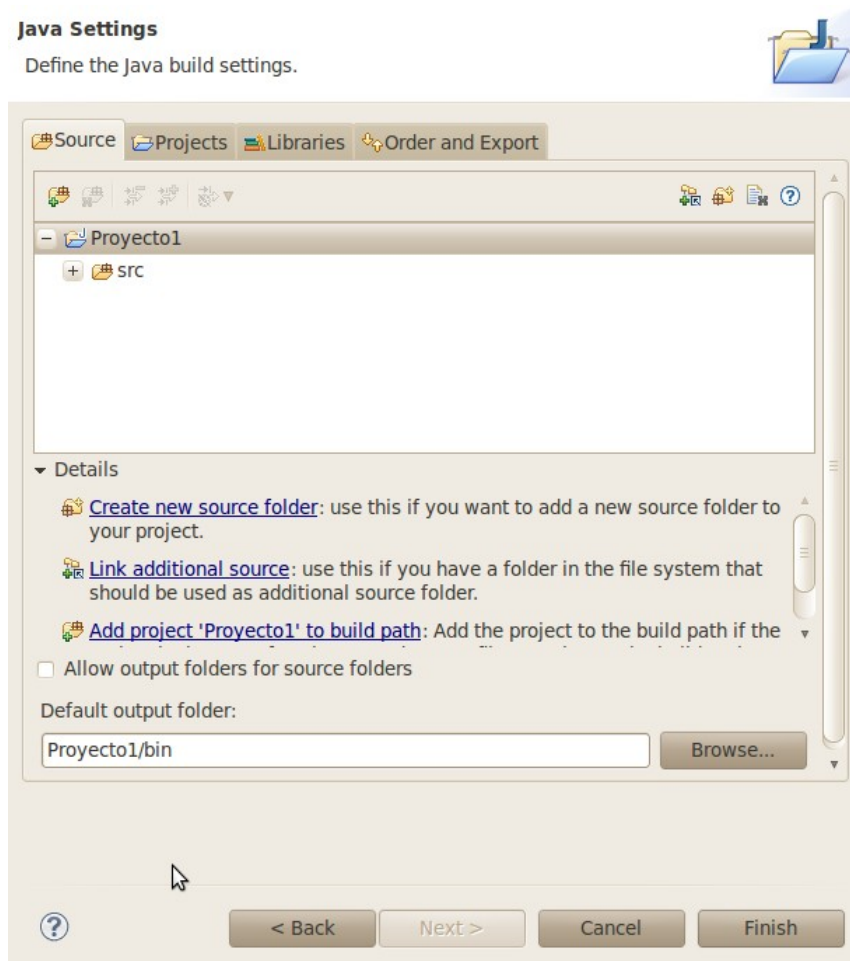 Java Settings
Define the Java build settings.
Source Projects Libraries Order and Export
Proyecto1
src
Details
Create new source folder: use this if you want to add a new source folder to
your project.
Link additional source: use this if you have a folder in the file system that
should be used as additional source folder.
Add project 'Proyecto1' to build path: Add the project to the build path if the
Allow output folders for source folders
Default output folder:
Proyecto1/bin Browse...
< Back Next > Cancel Finish